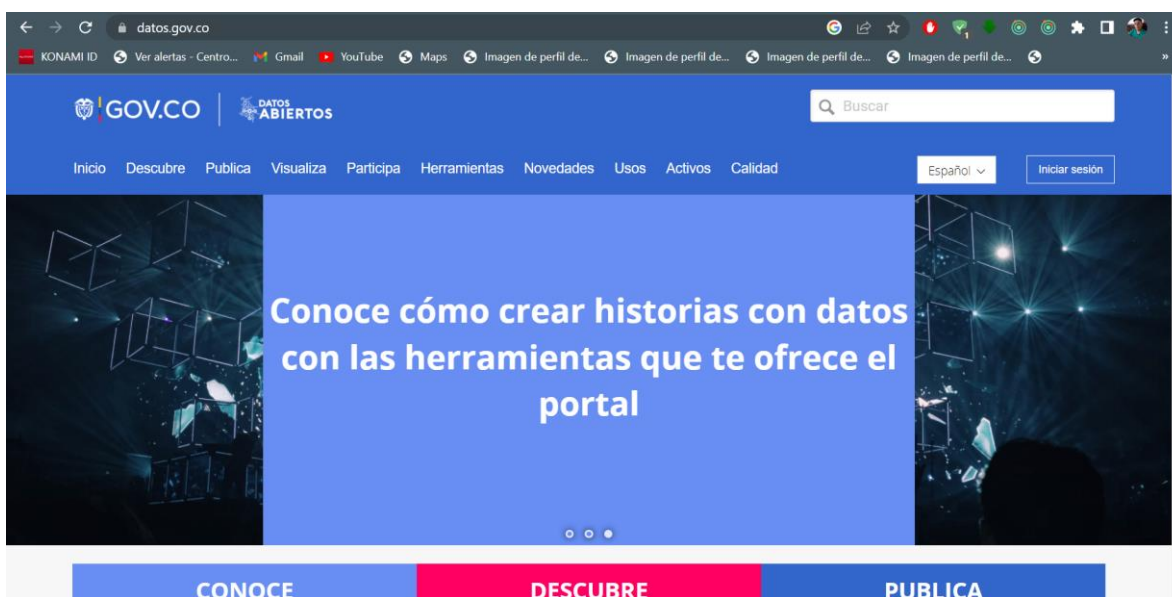 datos.gov.co
KONAMI ID Ver alertas - Centro... Gmail YouTube Maps Imagen de perfil de... Imagen de perfil de... Imagen de perfil de... Imagen de perfil de... »
GOV.CO DATOS ABIERTOS Buscar
Inicio Descubre Publica Visualiza Participa Herramientas Novedades Usos Activos Calidad Español Iniciar sesión
Conoce cómo crear historias con datos
con las herramientas que te ofrece el
portal
CONOCE DESCUBRE PUBLICA